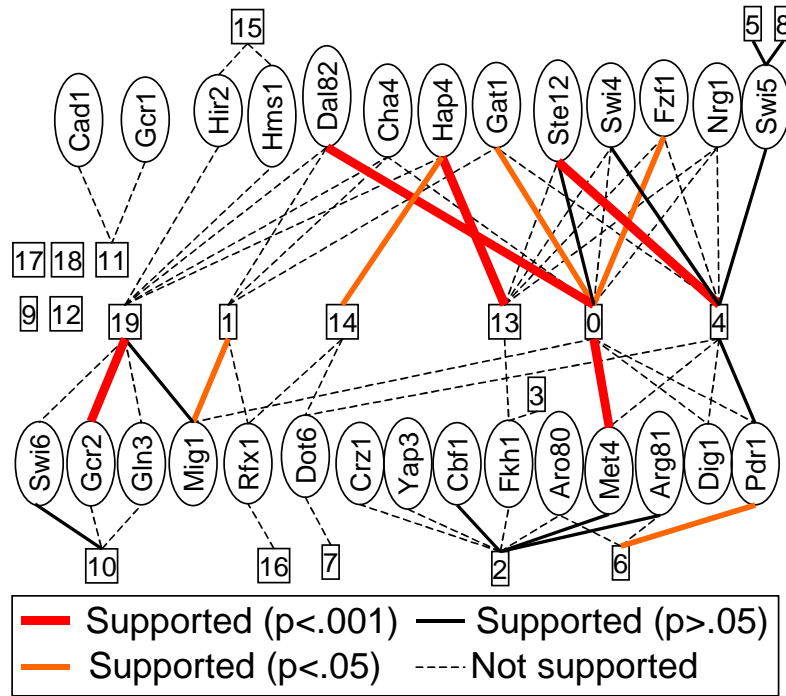 15
5 8
Cad1 Gcr1 Hir2 Hms1 Dal82 Cha4 Hap4 Gat1 Ste12 Swi4 Fzf1 Nrg1 Swi5
17 18 11
9 12
19 1 14 13 0 4
3
Swi6 Gcr2 Gln3 Mig1 Rfx1 Dot6 Crz1 Yap3 Cbf1 Fkh1 Aro80 Met4 Arg81 Dig1 Pdr1
10 16 7 2 6
Supported (p<.001) Supported (p>.05)
Supported (p<.05) Not supported